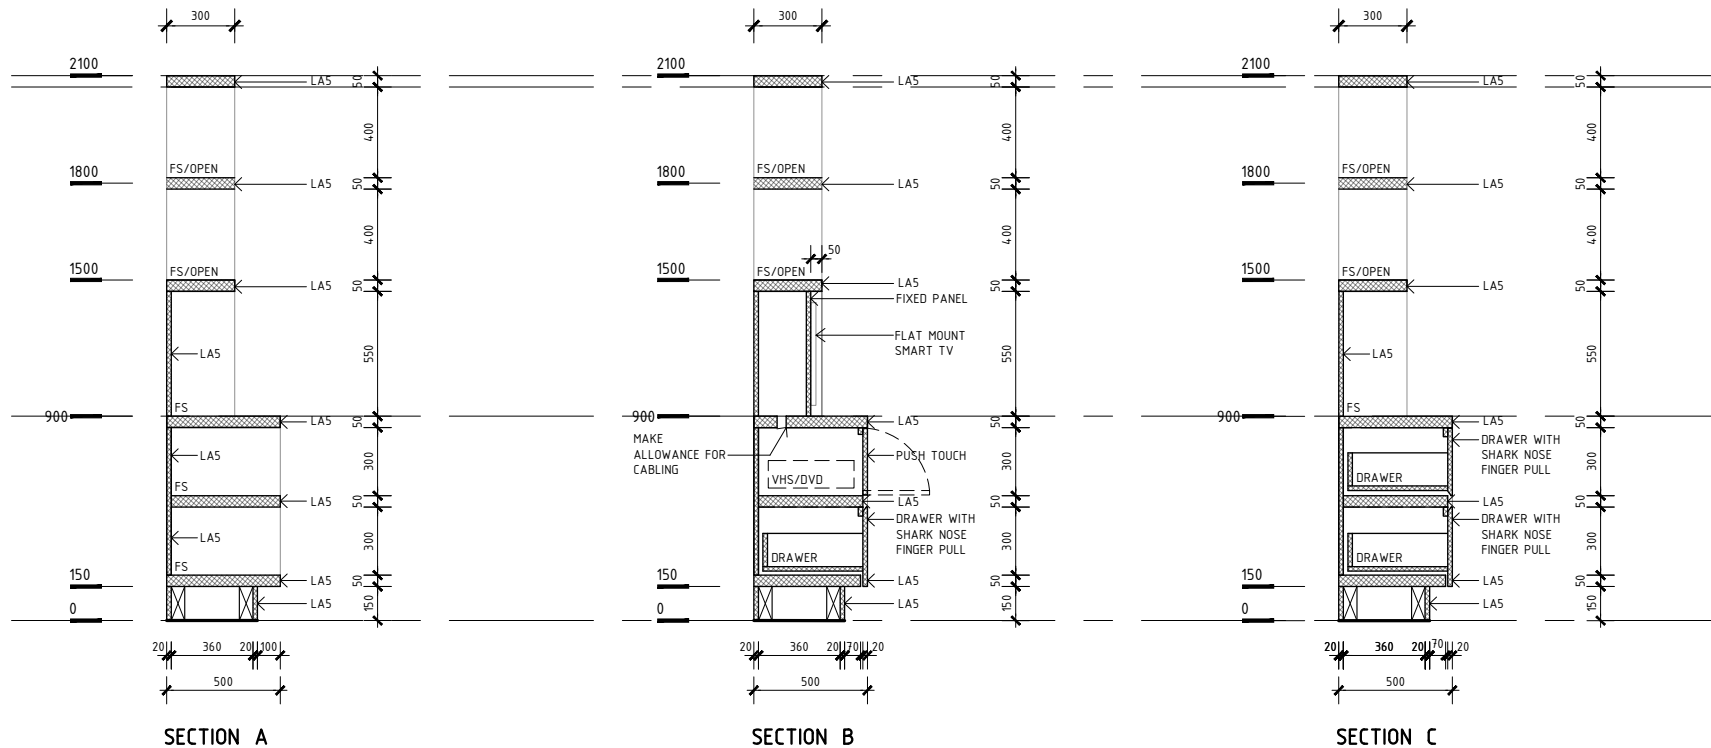 300
2100
LA5
50
400
FS/OPEN
1800
LA5
50
400
FS/OPEN
1500
LA5
50
LA5
550
FS
900
LA5
50
LA5
300
FS
LA5
50
LA5
300
FS
150
LA5
50
0
LA5
150
20
360
20
100
500
SECTION A
300
2100
LA5
50
400
FS/OPEN
1800
LA5
50
400
50
FS/OPEN
1500
LA5
50
FIXED PANEL
FLAT MOUNT
SMART TV
550
900
LA5
50
MAKE
ALLOWANCE FOR
CABLING
PUSH TOUCH
300
VHS/DVD
LA5
50
DRAWER WITH
SHARK NOSE
FINGER PULL
300
DRAWER
150
LA5
50
0
LA5
150
20
360
20
70
20
500
SECTION B
300
2100
LA5
50
400
FS/OPEN
1800
LA5
50
400
FS/OPEN
1500
LA5
50
LA5
550
FS
900
LA5
50
DRAWER WITH
SHARK NOSE
FINGER PULL
300
DRAWER
LA5
50
DRAWER WITH
SHARK NOSE
FINGER PULL
300
DRAWER
150
LA5
50
0
LA5
150
20
360
20
70
20
500
SECTION C